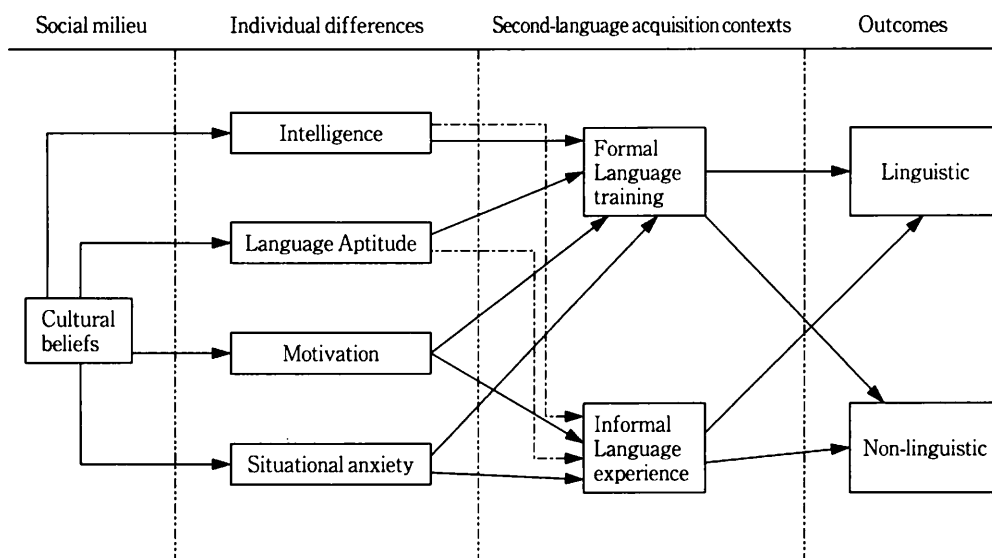 Social milieu
Individual differences
Second-language acquisition contexts
Outcomes
Intelligence
Formal
Language
training
Linguistic
Language Aptitude
Cultural
beliefs
Motivation
Situational anxiety
Informal
Language
experience
Non-linguistic